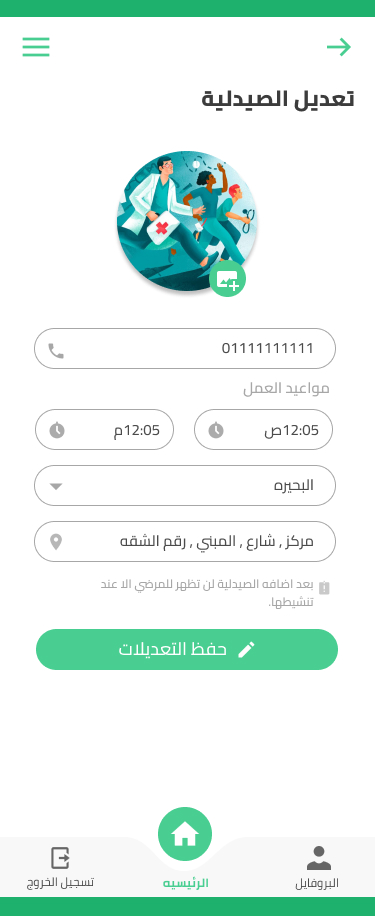 تعديل الصيدلية
01111111111
مواعيد العمل
12:05ص
12:05م
البحيره
مركز , شارع , المبني , رقم الشقه
بعد اضافه الصيدلية لن تظهر للمرضي الا عند
تنشيطها.
حفظ التعديلات
البروفايل
الرئيسيه
تسجيل الخروج